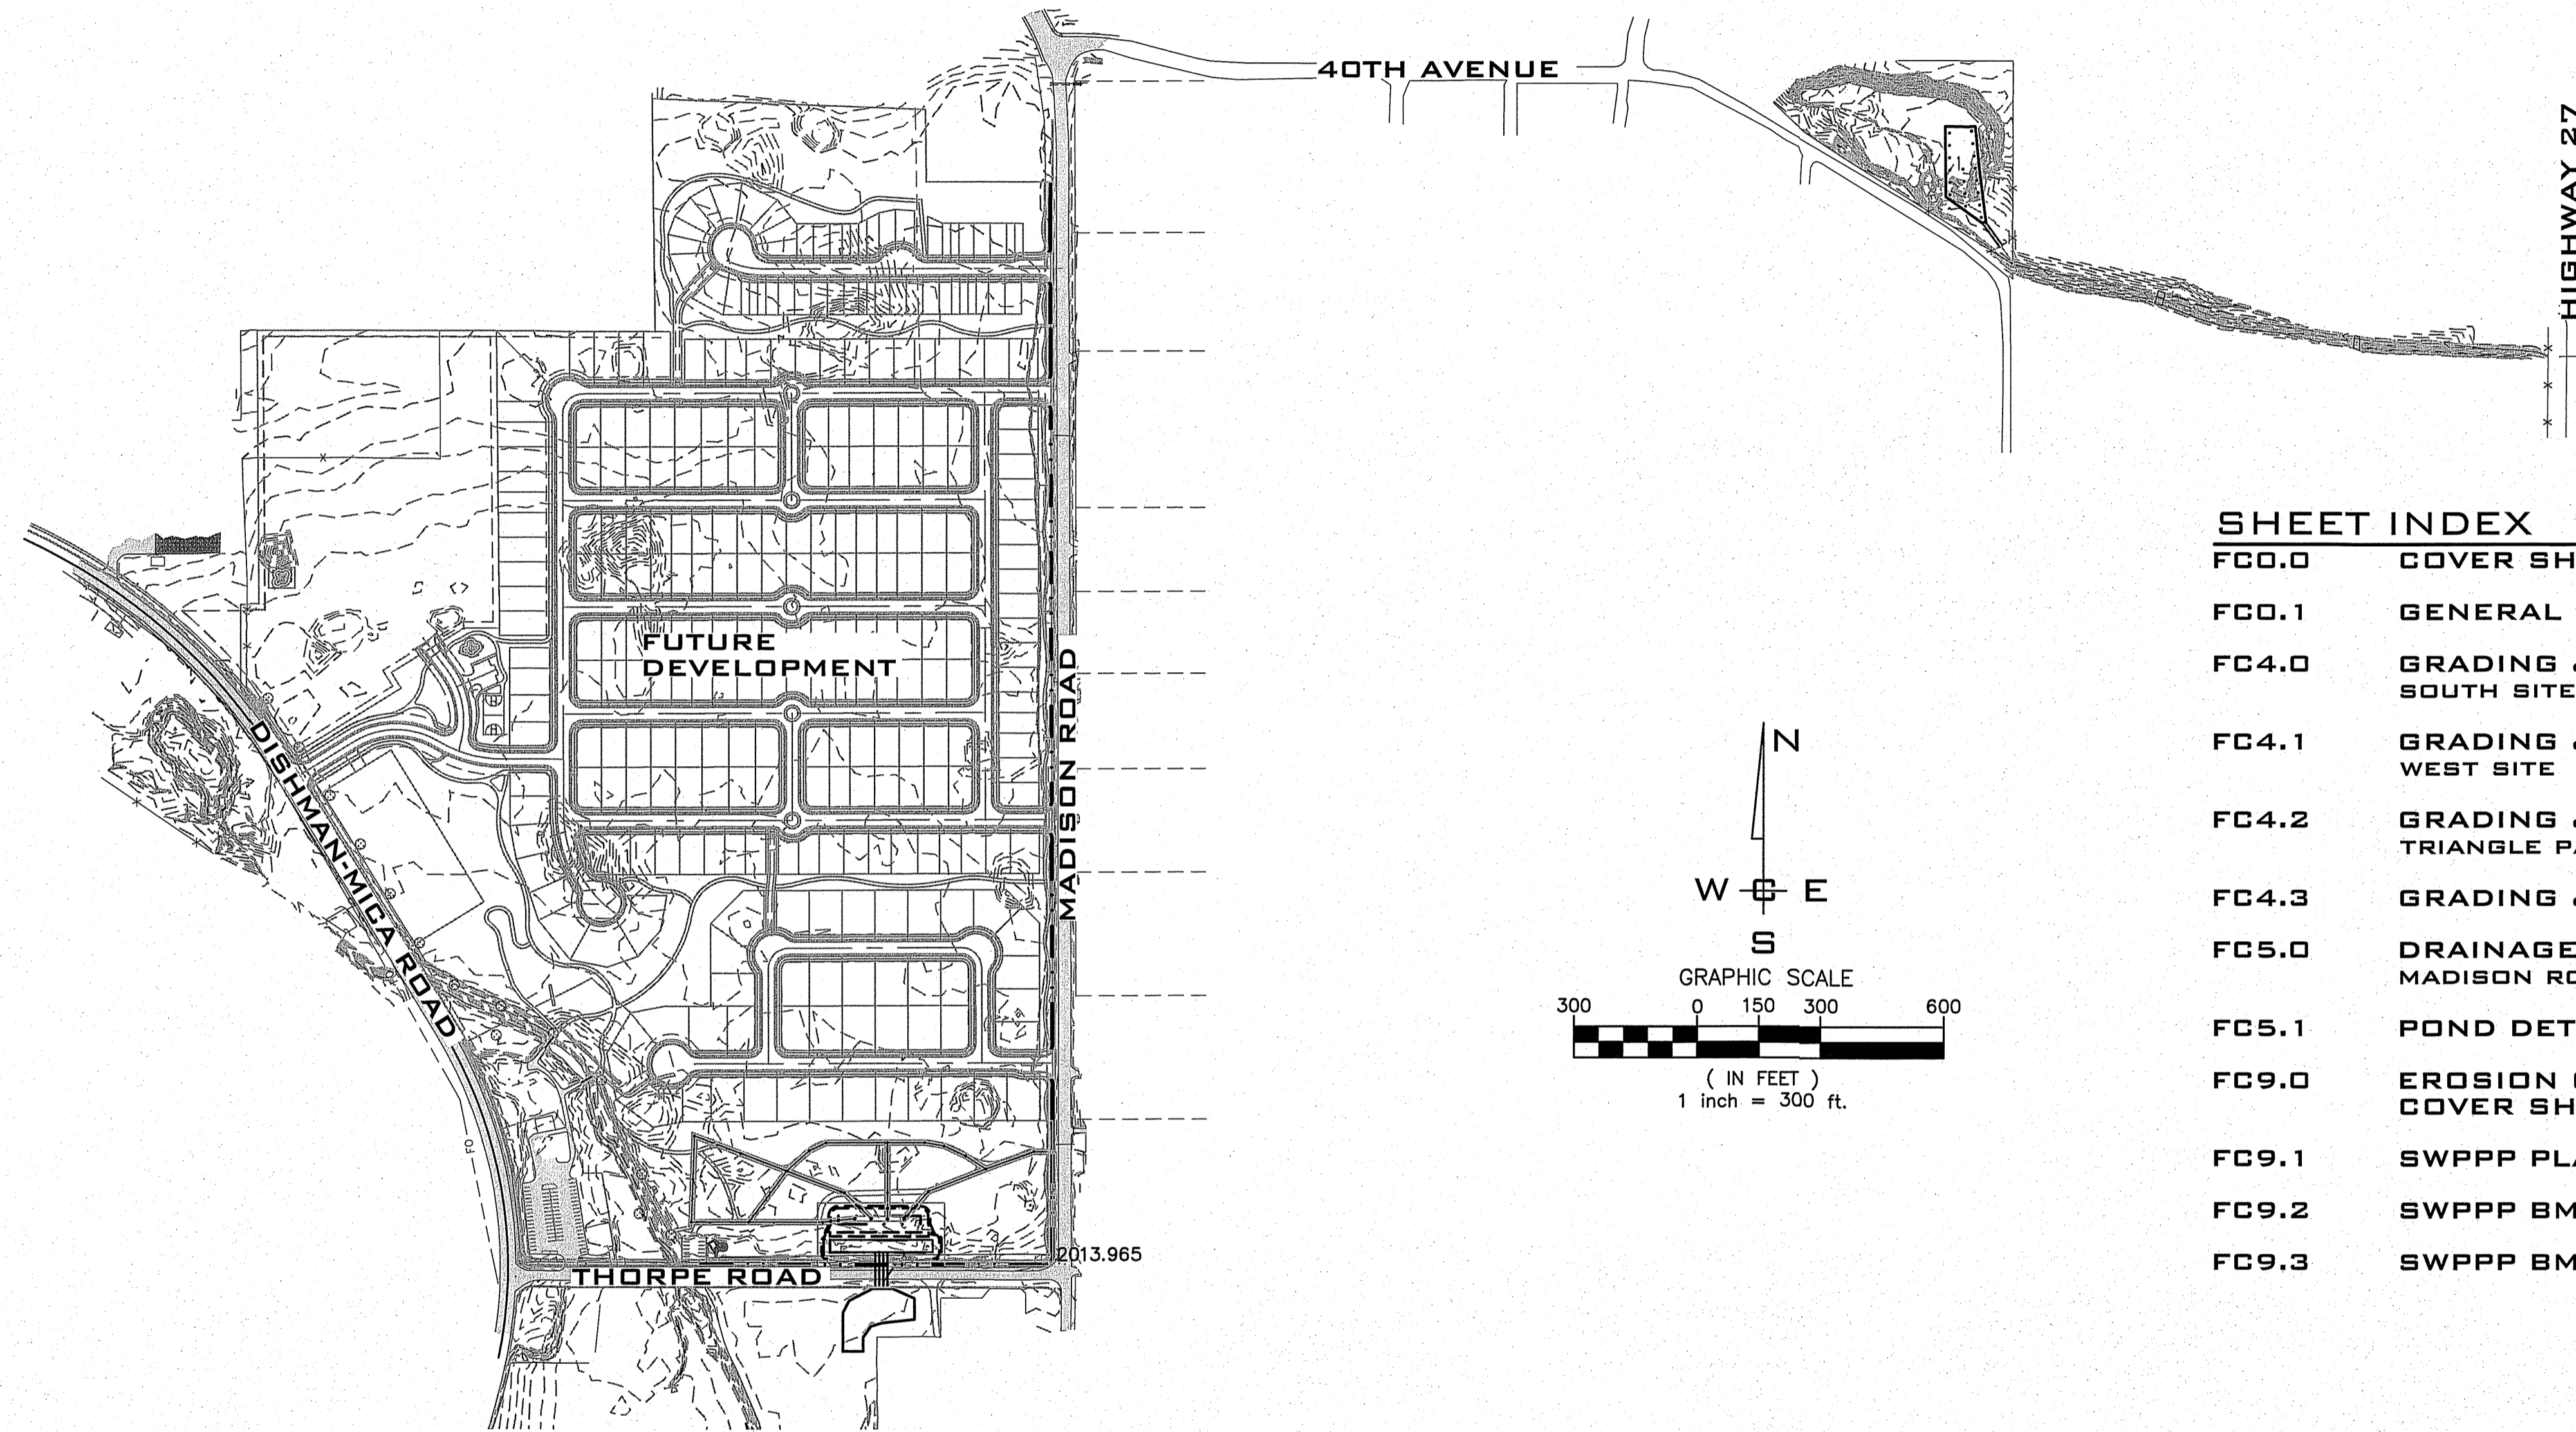 40TH AVENUE
HIGHWAY 27
FUTURE
DEVELOPMENT
MADISON ROAD
DISHMAN-MICA ROAD
FO
THORPE ROAD
2013.965
N
W C E
S
GRAPHIC SCALE
300 0 150 300 600
( IN FEET )
1 inch = 300 ft.
SHEET INDEX
FC0.0 COVER SH
FC0.1 GENERAL
FC4.0 GRADING &
SOUTH SITE
FC4.1 GRADING &
WEST SITE
FC4.2 GRADING &
TRIANGLE PA
FC4.3 GRADING &
FC5.0 DRAINAGE
MADISON RO
FC5.1 POND DET
FC9.0 EROSION
COVER SH
FC9.1 SWPPP PLA
FC9.2 SWPPP BM
FC9.3 SWPPP BM